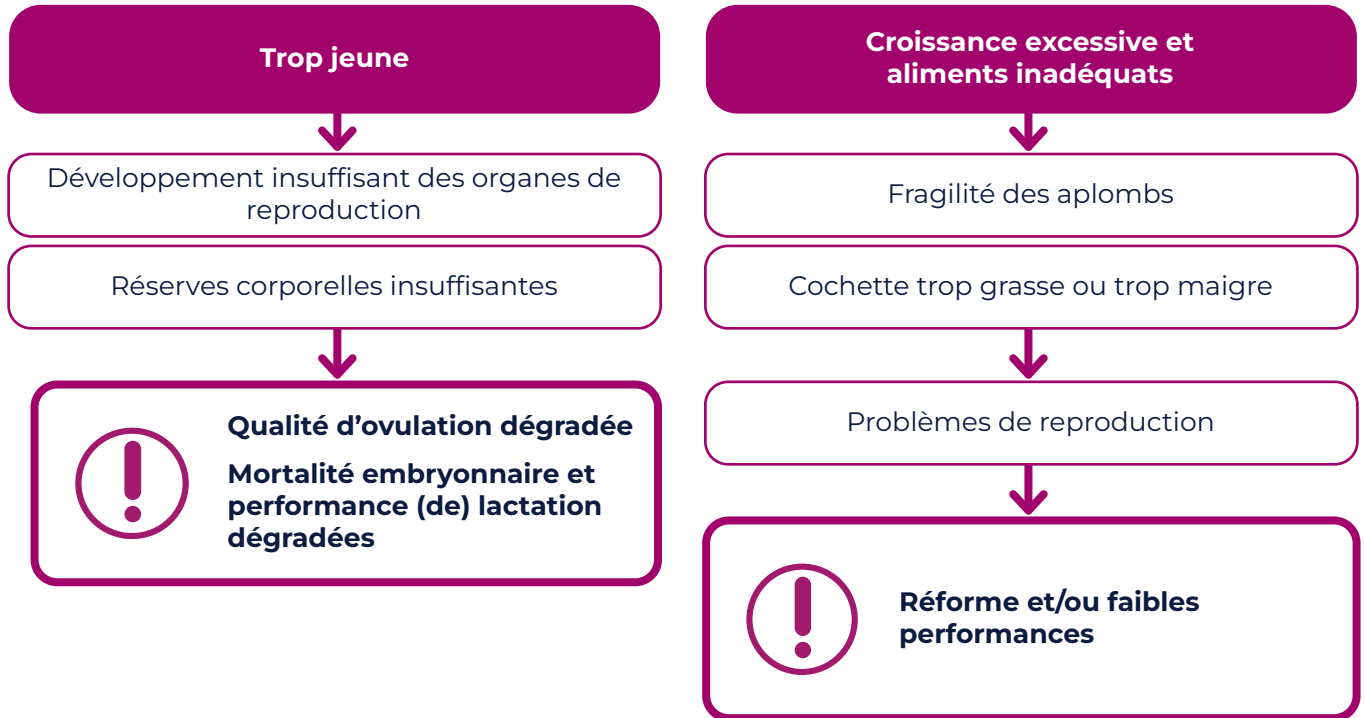 Trop jeune
Développement insuffisant des organes de
reproduction
Réserves corporelles insuffisantes
Qualité d’ovulation dégradée
Mortalité embryonnaire et
performance (de) lactation
dégradées
Croissance excessive et
aliments inadéquats
Fragilité des aplombs
Cochette trop grasse ou trop maigre
Problèmes de reproduction
Réforme et/ou faibles
performances